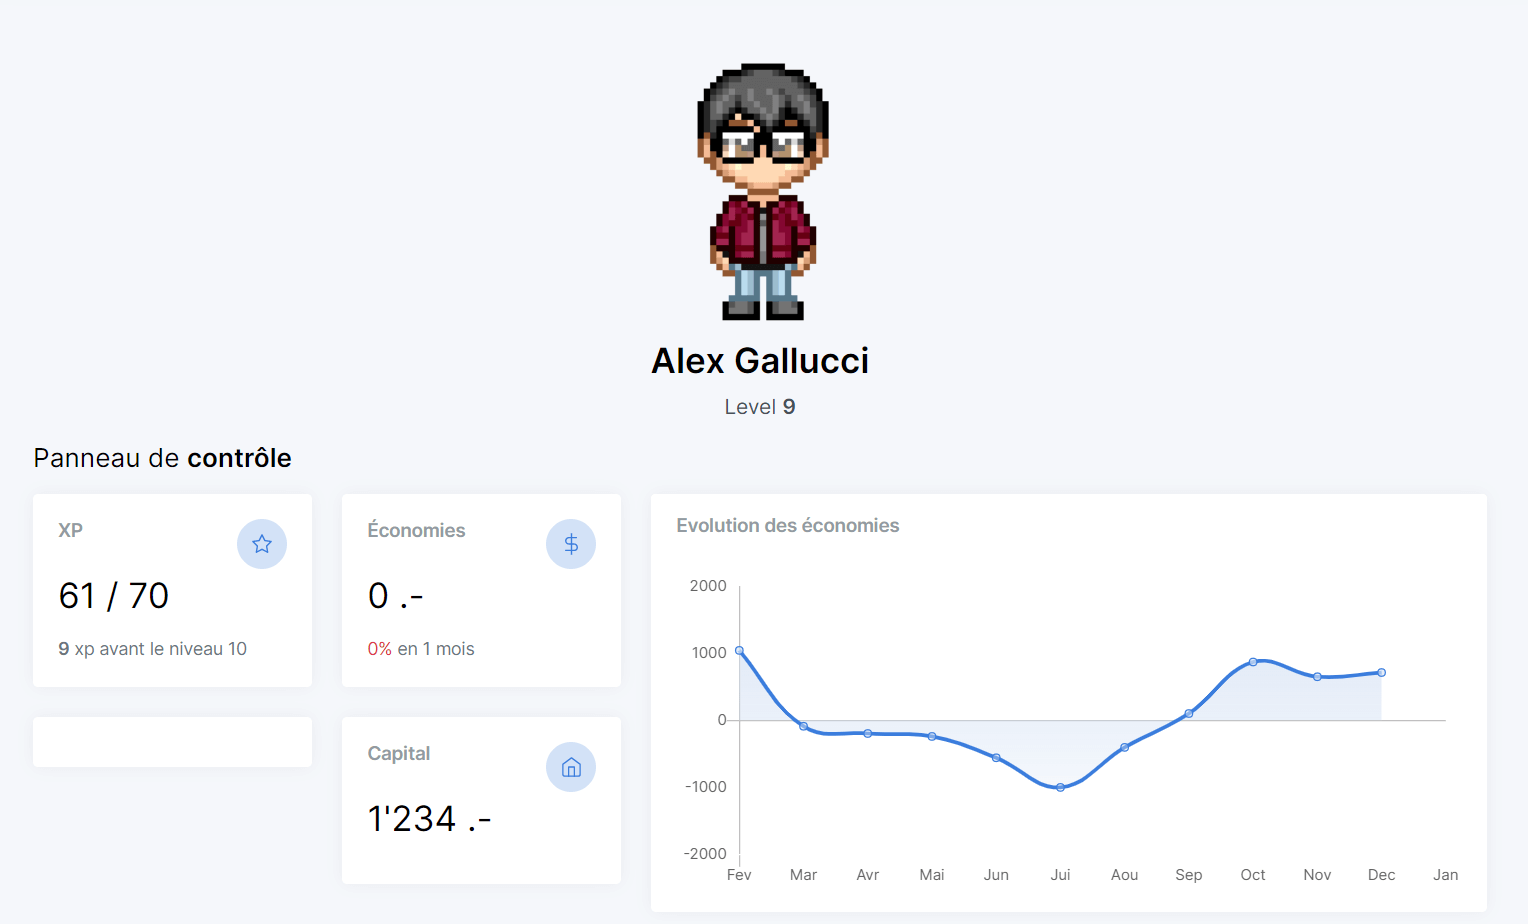 Alex Gallucci
Level 9
Panneau de contrôle
XP
61 / 70
9 xp avant le niveau 10
Économies
$
0 .-
0% en 1 mois
Capital
1'234 .-
Evolution des économies
2000
1000
0
-1000
-2000
Fev Mar Avr Mai Jun Jui Aou Sep Oct Nov Dec Jan